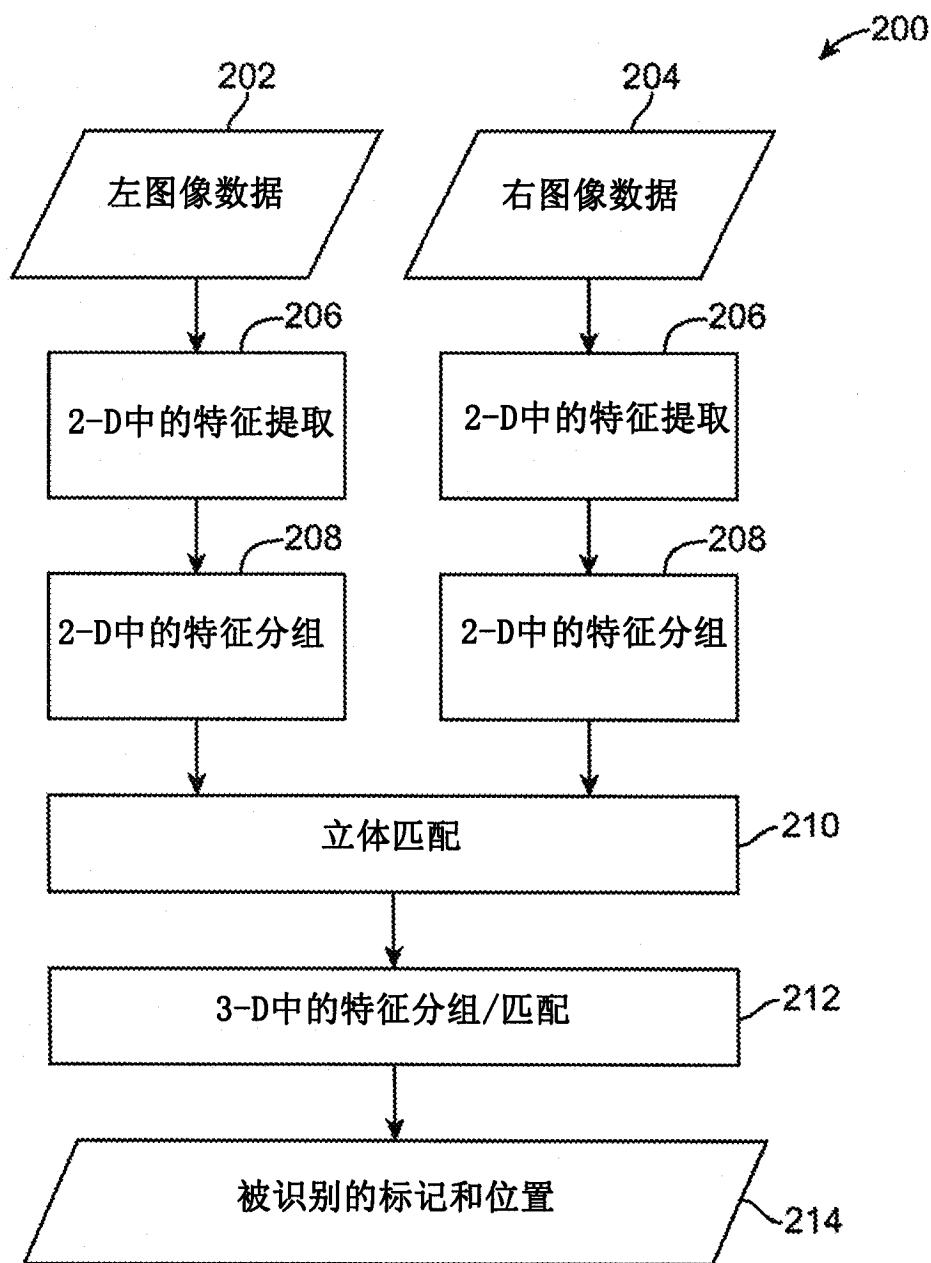 200
202
204
左图像数据
右图像数据
206
206
2-D中的特征提取
2-D中的特征提取
208
208
2-D中的特征分组
2-D中的特征分组
立体匹配
210
3-D中的特征分组/匹配
212
被识别的标记和位置
214